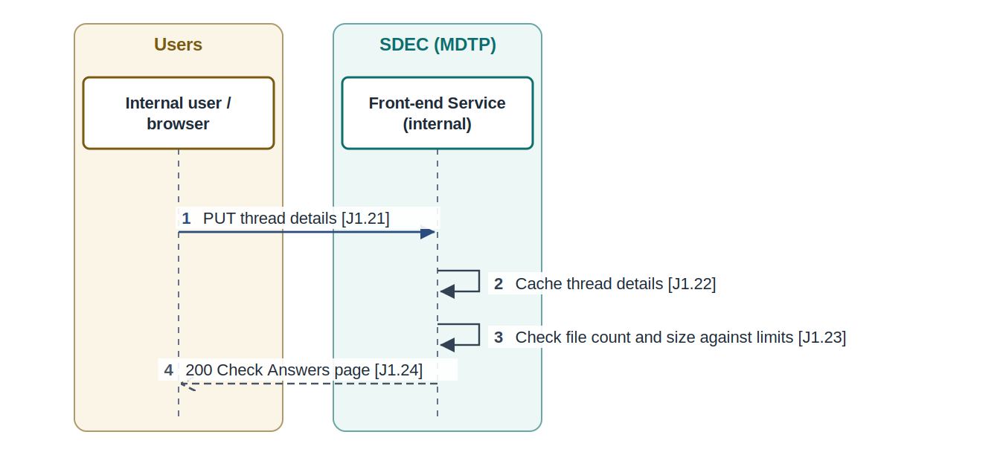 Users
SDEC (MDTP)
Internal user /
browser
Front-end Service
(internal)
1 PUT thread details [J1.21]
2 Cache thread details [J1.22]
3 Check file count and size against limits [J1.23]
4 200 Check Answers page [J1.24]